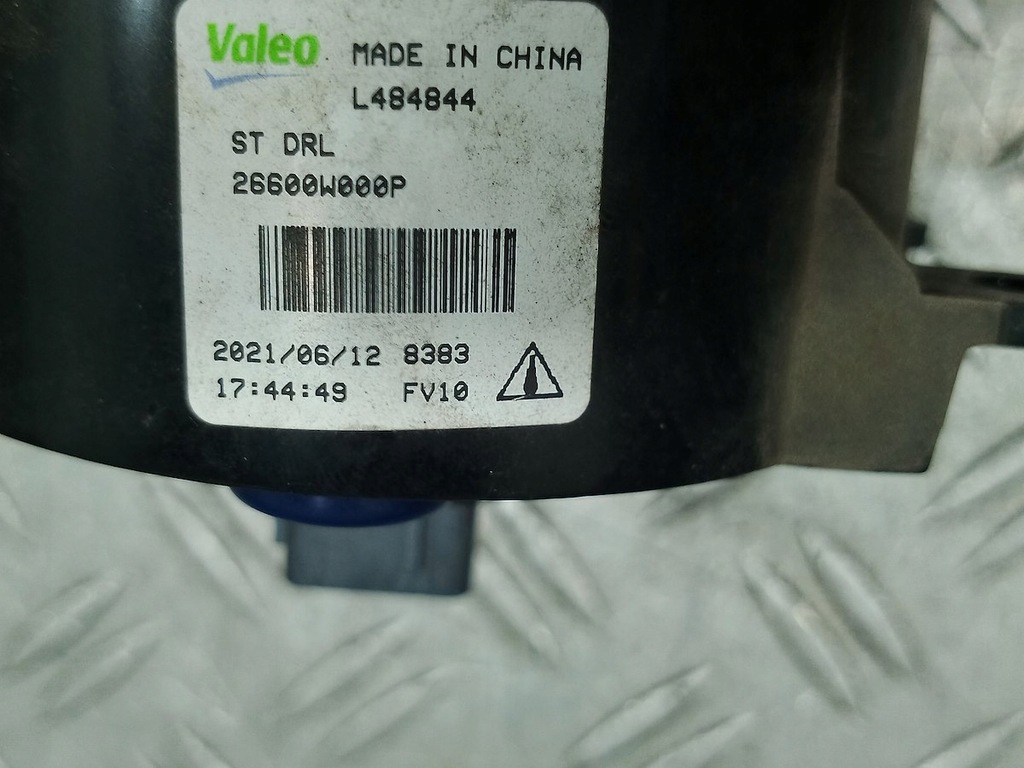 Valeo MADE IN CHINA
L484844
ST DRL
26600W000P
2021/06/12 8383
17:44:49 FV10